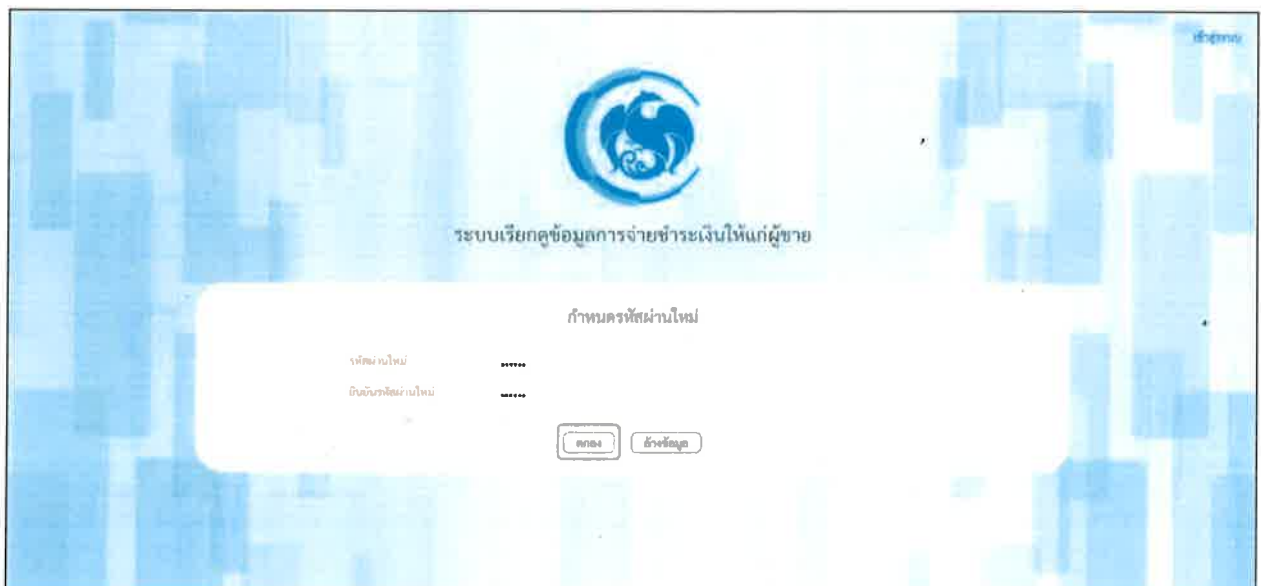 เข้าสู่ระบบ
ระบบเรียกดูข้อมูลการจ่ายชำระเงินให้แก่ผู้ขาย
กำหนดรหัสผ่านใหม่
รหัสผ่านใหม่ ••••••
ยืนยันรหัสผ่านใหม่ ••••••
ตกลง ล้างข้อมูล